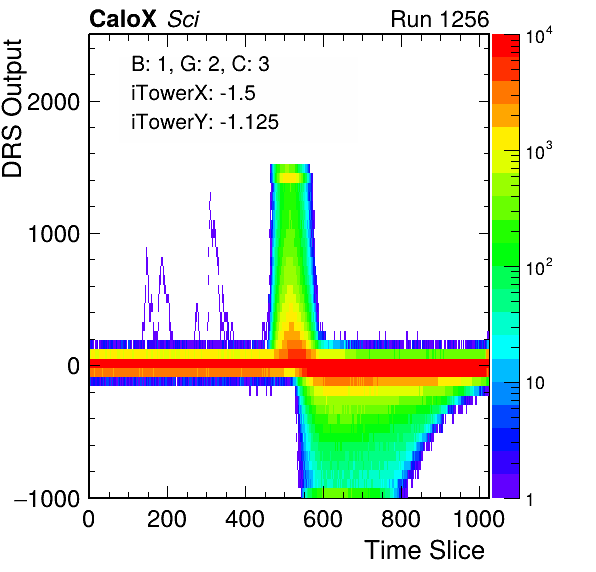 CaloX Sci Run 1256
B: 1, G: 2, C: 3
iTowerX: -1.5
iTowerY: -1.125
DRS Output
2000
1000
0
−1000
0 200 400 600 800 1000
Time Slice
10^4
10^3
10^2
10
1